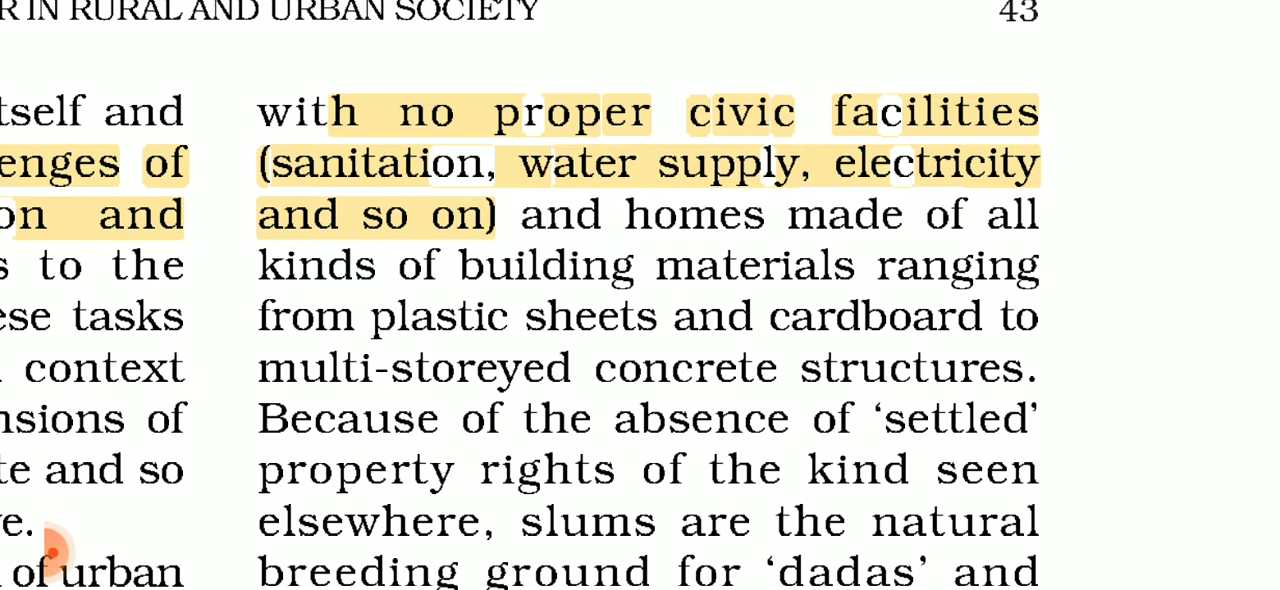 R IN RURAL AND URBAN SOCIETY 43
tself and
enges of
on and
s to the
ese tasks
context
nsions of
te and so
e.
of urban
with no proper civic facilities
(sanitation, water supply, electricity
and so on) and homes made of all
kinds of building materials ranging
from plastic sheets and cardboard to
multi-storeyed concrete structures.
Because of the absence of ‘settled’
property rights of the kind seen
elsewhere, slums are the natural
breeding ground for ‘dadas’ and